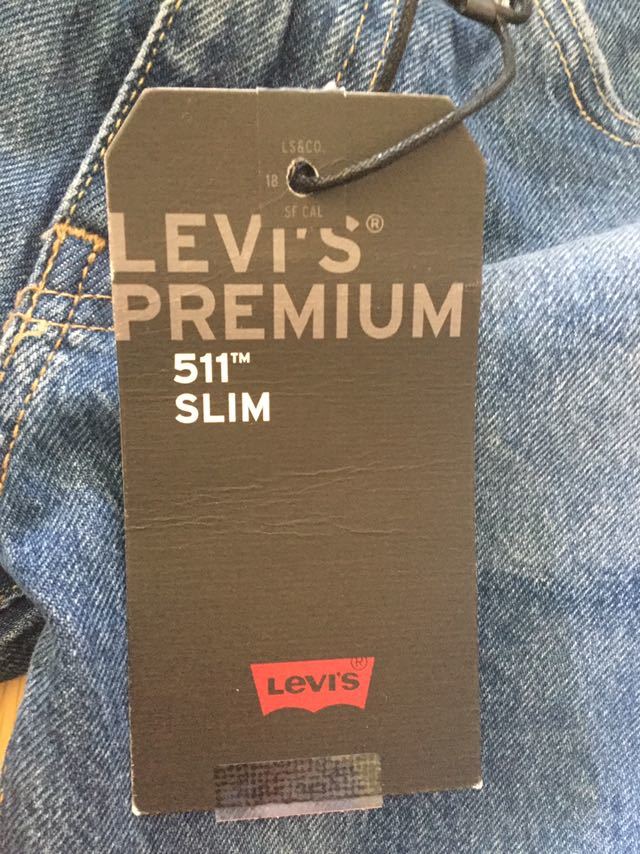 LS&CO.
18
SF CAL
LEVI'S®
PREMIUM
511™
SLIM
LEVI'S®